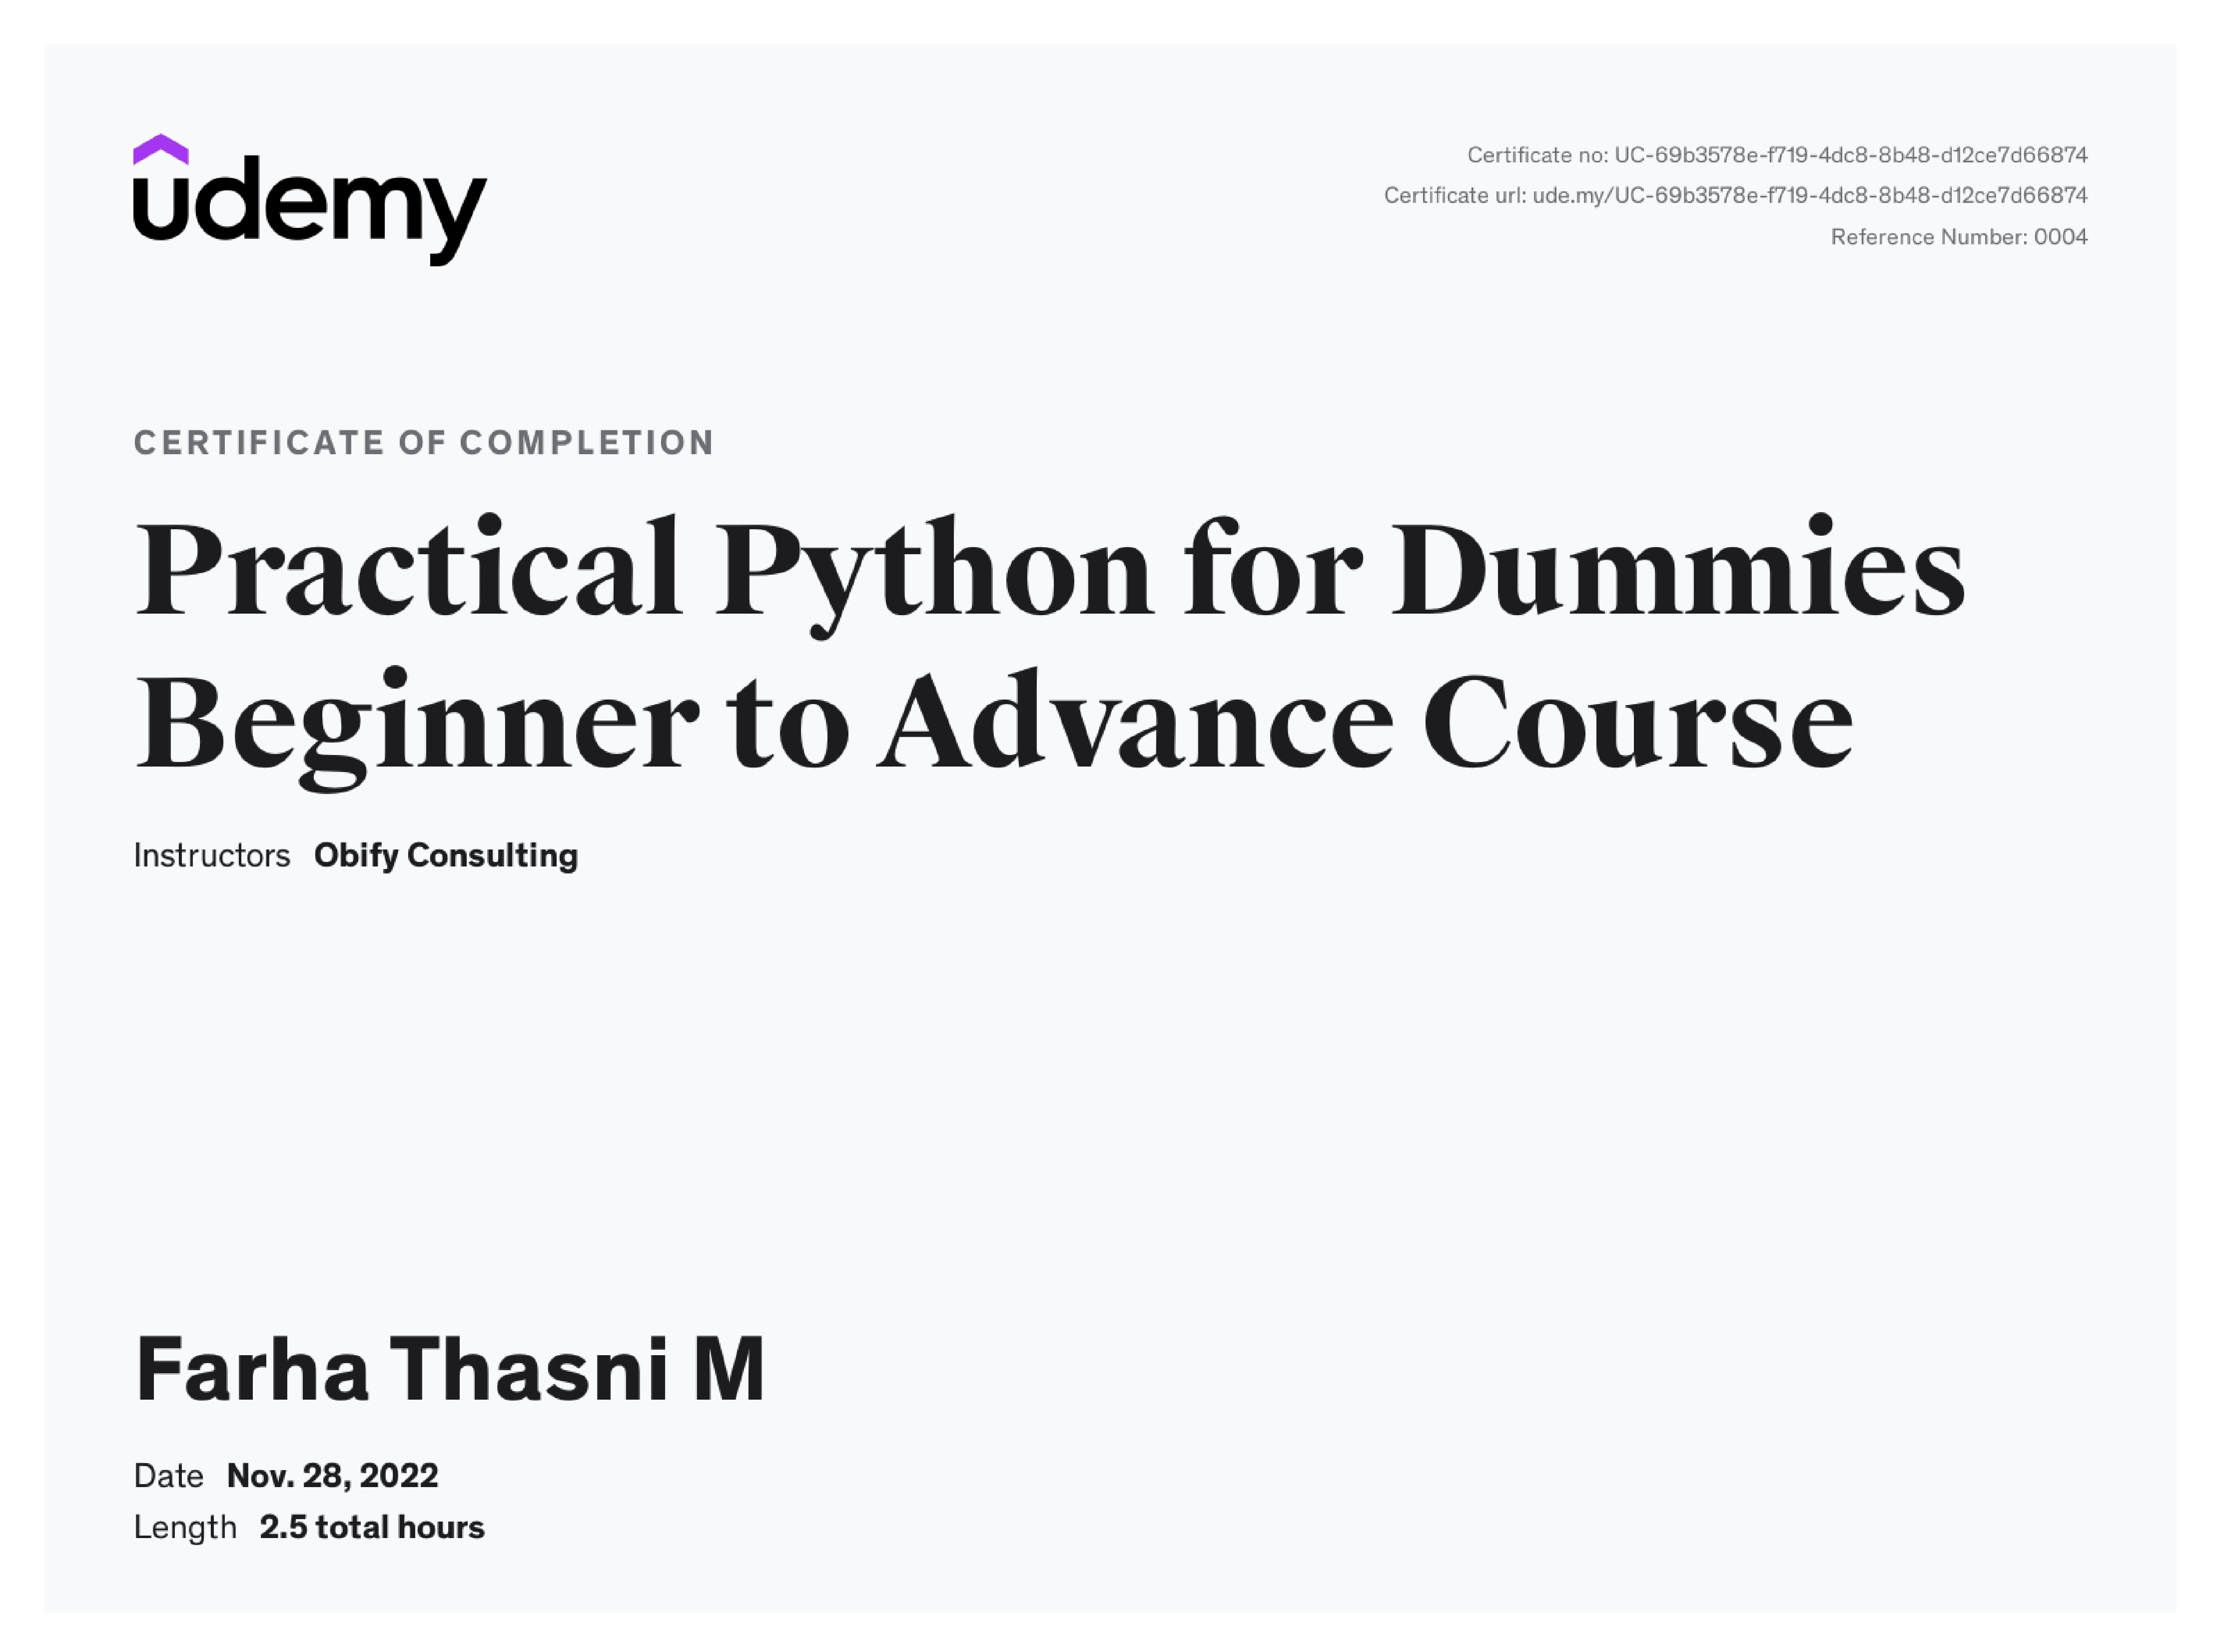 udemy
Certificate no: UC-69b3578e-f719-4dc8-8b48-d12ce7d66874
Certificate url: ude.my/UC-69b3578e-f719-4dc8-8b48-d12ce7d66874
Reference Number: 0004
CERTIFICATE OF COMPLETION
Practical Python for Dummies
Beginner to Advance Course
Instructors Obify Consulting
Farha Thasni M
Date Nov. 28, 2022
Length 2.5 total hours